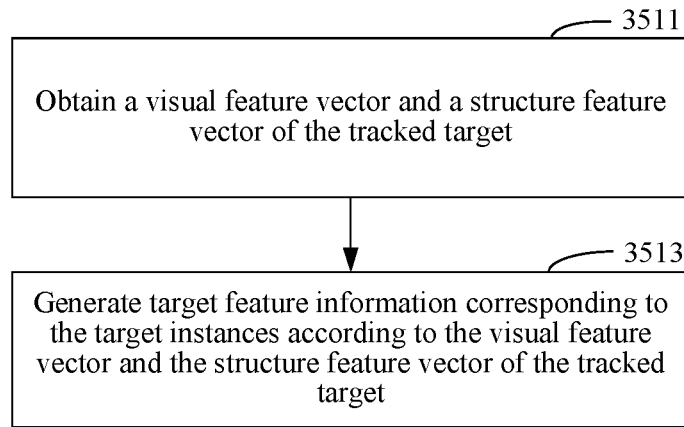 3511
Obtain a visual feature vector and a structure feature
vector of the tracked target
3513
Generate target feature information corresponding to
the target instances according to the visual feature
vector and the structure feature vector of the tracked
target